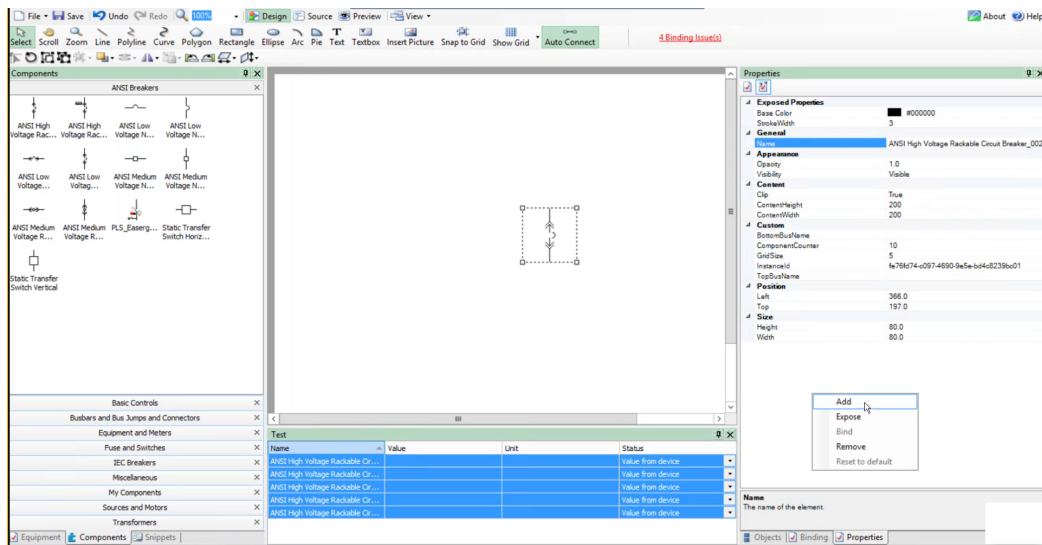 File Save Undo Redo 100% Design Source Preview View About Help
Select Scroll Zoom Line Polyline Curve Polygon Rectangle Ellipse Arc Pie Text Textbox Insert Picture Snap to Grid Show Grid Auto Connect 4 Binding Issue(s)
Components
ANSI Breakers
ANSI High Voltage Rac... ANSI High Voltage Rac... ANSI Low Voltage N... ANSI Low Voltage N...
ANSI Low Voltage... ANSI Low Voltag... ANSI Medium Voltage N... ANSI Medium Voltage N...
ANSI Medium Voltage R... ANSI Medium Voltage R... PLS_Easerg... Static Transfer Switch Horiz...
Static Transfer Switch Vertical
Basic Controls
Busbars and Bus Jumps and Connectors
Equipment and Meters
Fuse and Switches
IEC Breakers
Miscellaneous
My Components
Sources and Motors
Transformers
Equipment Components Snippets
Test
Name Value Unit Status
ANSI High Voltage Rackable Cir... Value from device
ANSI High Voltage Rackable Cir... Value from device
ANSI High Voltage Rackable Cir... Value from device
ANSI High Voltage Rackable Cir... Value from device
ANSI High Voltage Rackable Cir... Value from device
Properties
Exposed Properties
Base Color #000000
StrokeWidth 3
General
Name ANSI High Voltage Rackable Circuit Breaker_002
Appearance
Opacity 1.0
Visibility Visible
Content
Clip True
ContentHeight 200
ContentWidth 200
Custom
BottomBusName
ComponentCounter 10
GridSize 5
InstanceId fe76fd74-c097-4690-9e5e-bd4c8239bc01
TopBusName
Position
Left 366.0
Top 197.0
Size
Height 80.0
Width 80.0
Add
Expose
Bind
Remove
Reset to default
Name
The name of the element.
Objects Binding Properties